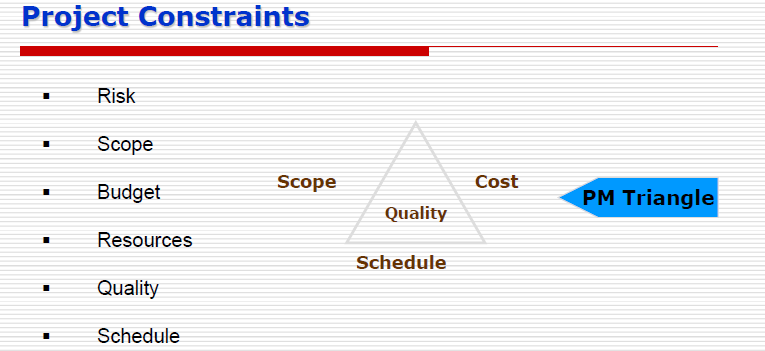 Project Constraints
▪ Risk
▪ Scope
▪ Budget
▪ Resources
▪ Quality
▪ Schedule
Scope
Cost
Quality
Schedule
PM Triangle